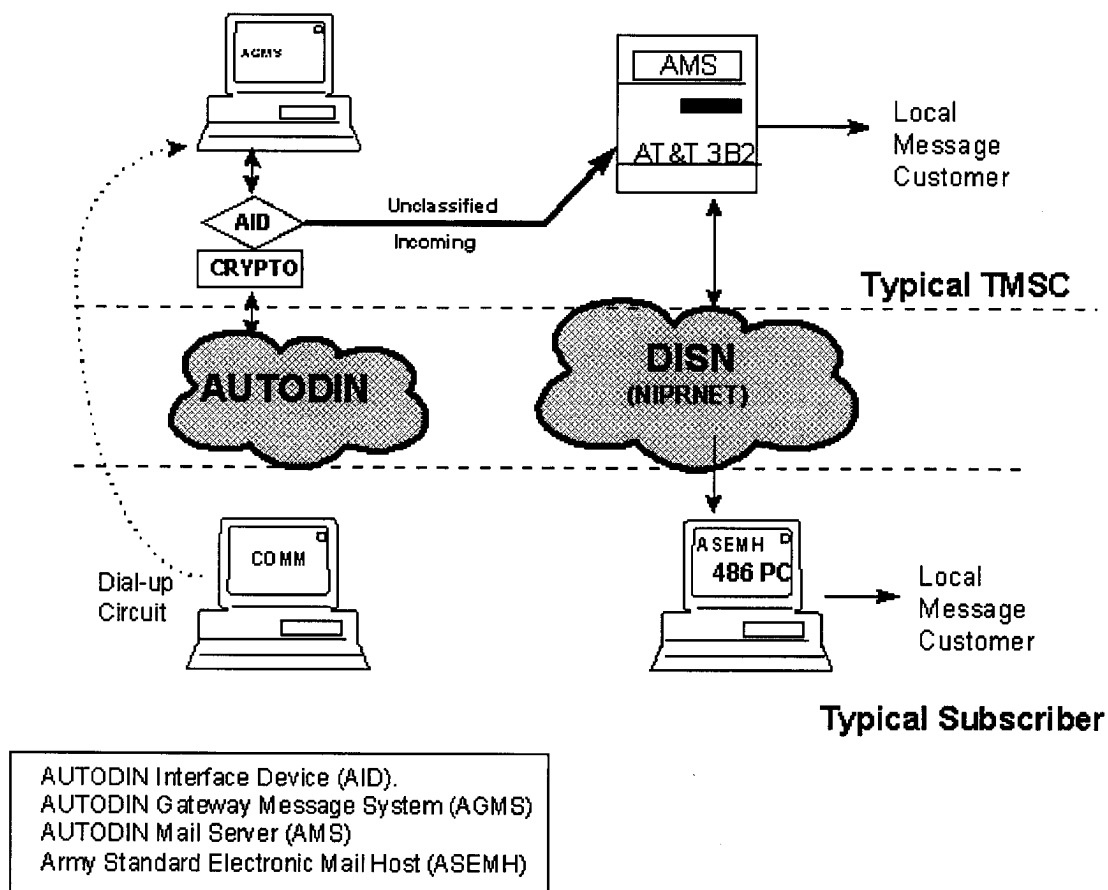 AGMS
AMS
AT&T 3B2
Local
Message
Customer
Unclassified
Incoming
AID
CRYPTO
Typical TMSC
AUTODIN
DISN
(NIPRNET)
COMM
Dial-up
Circuit
ASEMH
486 PC
Local
Message
Customer
Typical Subscriber
AUTODIN Interface Device (AID).
AUTODIN Gateway Message System (AGMS)
AUTODIN Mail Server (AMS)
Army Standard Electronic Mail Host (ASEMH)